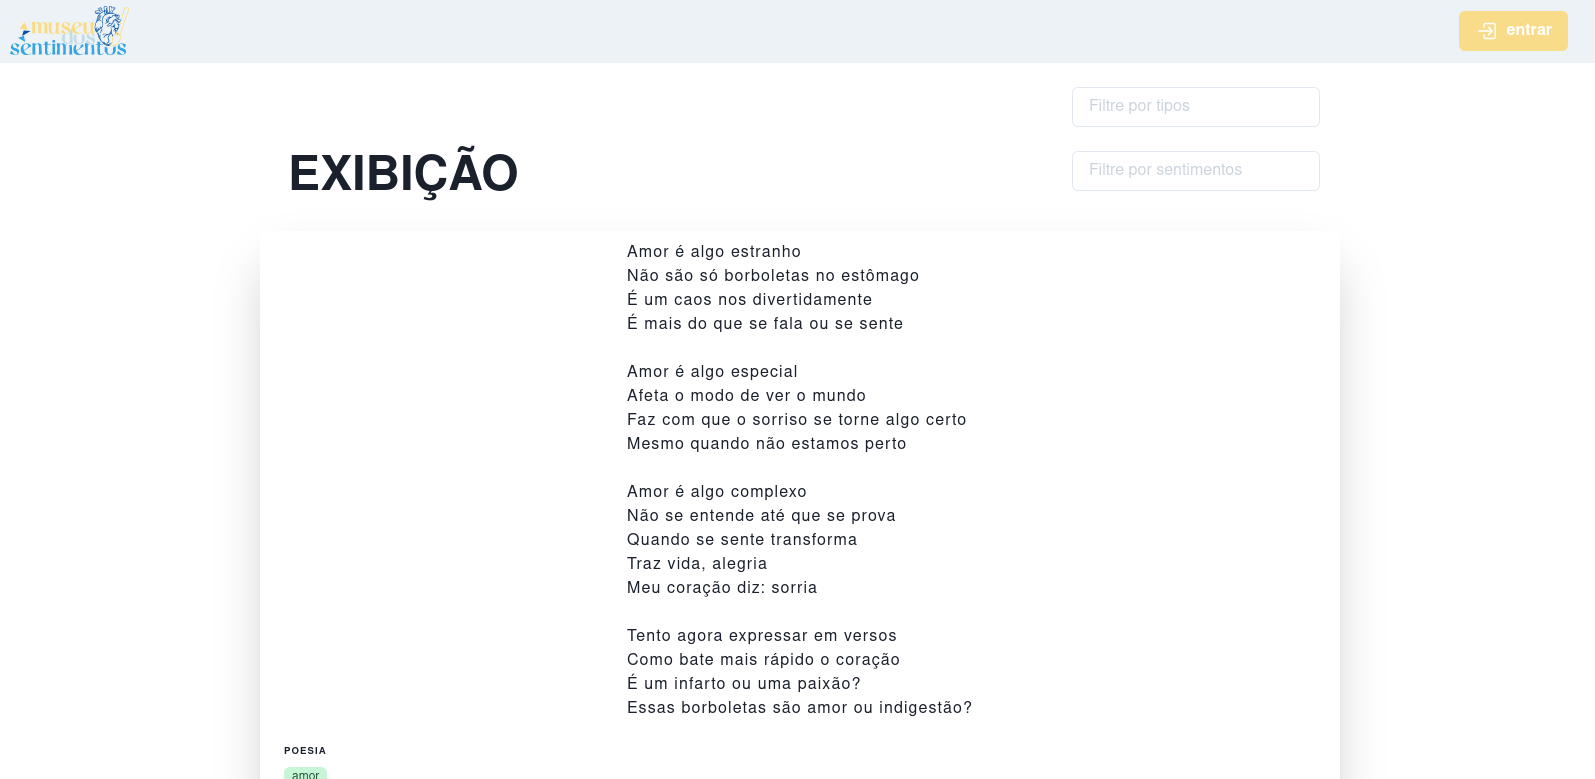 museu
dos
sentimentos
entrar
Filtre por tipos
EXIBIÇÃO
Filtre por sentimentos
Amor é algo estranho
Não são só borboletas no estômago
É um caos nos divertidamente
É mais do que se fala ou se sente
Amor é algo especial
Afeta o modo de ver o mundo
Faz com que o sorriso se torne algo certo
Mesmo quando não estamos perto
Amor é algo complexo
Não se entende até que se prova
Quando se sente transforma
Traz vida, alegria
Meu coração diz: sorria
Tento agora expressar em versos
Como bate mais rápido o coração
É um infarto ou uma paixão?
Essas borboletas são amor ou indigestão?
POESIA
amor